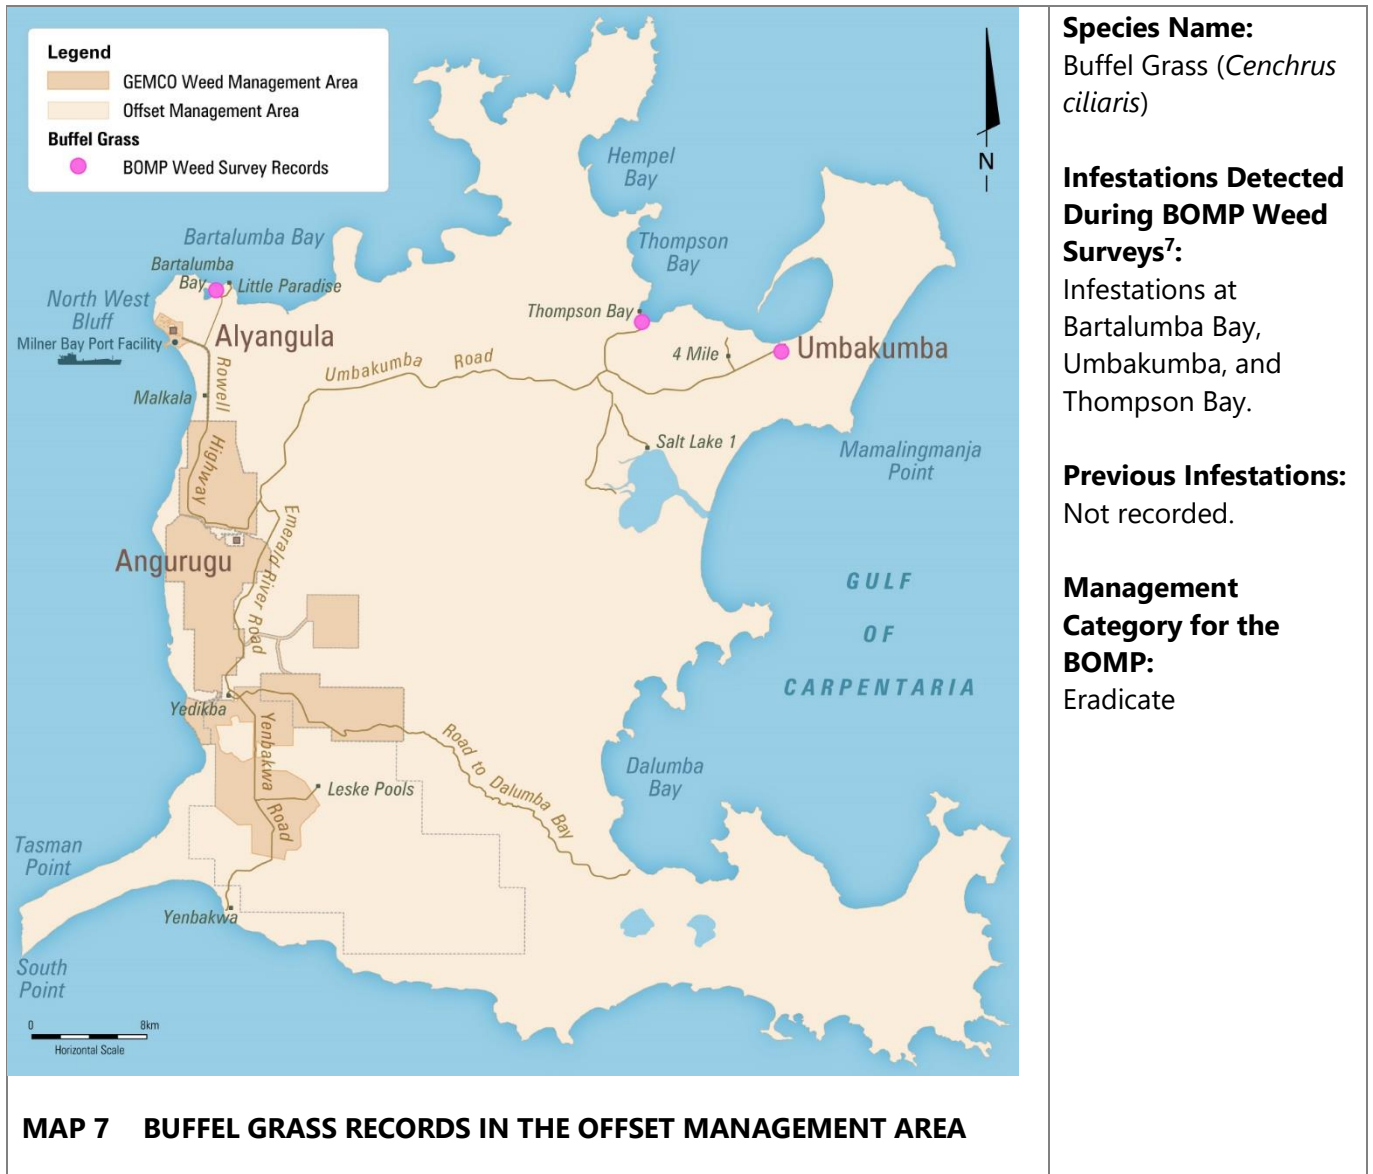 Legend
GEMCO Weed Management Area
Offset Management Area
Buffel Grass
BOMP Weed Survey Records
N
Hempel
Bay
Thompson
Bay
Bartalumba Bay
Bartalumba
Bay
Little Paradise
North West
Bluff
Milner Bay Port Facility
Alyangula
Thompson Bay
4 Mile
Umbakumba
Umbakumba Road
Malkala
Rowell
Highway
Salt Lake 1
Mamalingmanja
Point
Angurugu
Emerald River Road
GULF
OF
CARPENTARIA
Yedikba
Yenbakwa
Road
Leske Pools
Road to Dalumba Bay
Dalumba
Bay
Tasman
Point
Yenbakwa
South
Point
0 8km
Horizontal Scale
MAP 7 BUFFEL GRASS RECORDS IN THE OFFSET MANAGEMENT AREA
Species Name:
Buffel Grass (Cenchrus
ciliaris)
Infestations Detected
During BOMP Weed
Surveys7:
Infestations at
Bartalumba Bay,
Umbakumba, and
Thompson Bay.
Previous Infestations:
Not recorded.
Management
Category for the
BOMP:
Eradicate